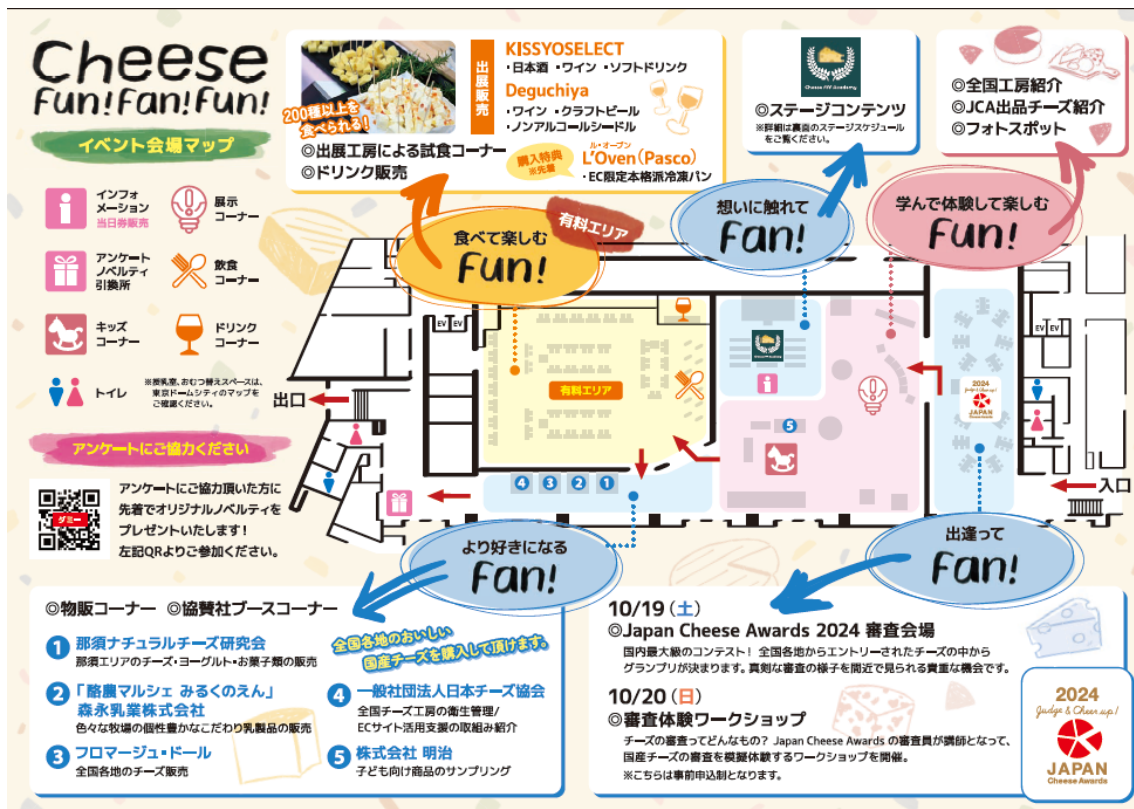 Cheese
Fun!Fan!Fun!
イベント会場マップ
インフォ
メーション
当日券販売
展示
コーナー
アンケート
ノベルティ
引換所
飲食
コーナー
キッズ
コーナー
ドリンク
コーナー
トイレ
※授乳室、おむつ替えスペースは、
東京ドームシティのマップを
ご確認ください。
アンケートにご協力ください
ダミー
アンケートにご協力頂いた方に
先着でオリジナルノベルティを
プレゼントいたします!
左記QRよりご参加ください。
200種以上を
食べられる!
◎出展工房による試食コーナー
◎ドリンク販売
出展販売
KISSYOSELECT
・日本酒 ・ワイン ・ソフトドリンク
Deguchiya
・ワイン ・クラフトビール
・ノンアルコールシードル
購入特典
※先着
ル・オーブン
L'Oven(Pasco)
・EC限定本格派冷凍パン
Cheese FFF Academy
◎ステージコンテンツ
※詳細は裏面のステージスケジュール
をご覧ください。
◎全国工房紹介
◎JCA出品チーズ紹介
◎フォトスポット
食べて楽しむ
Fun!
有料エリア
想いに触れて
Fan!
学んで体験して楽しむ
Fun!
EV EV
有料エリア
出口
4 3 2 1
5
2024
Judge & Cheer up!
JAPAN
Cheese Awards
EV EV
入口
より好きになる
Fan!
出逢って
Fan!
◎物販コーナー ◎協賛社ブースコーナー
全国各地のおいしい
国産チーズを購入して頂けます。
1 那須ナチュラルチーズ研究会
那須エリアのチーズ・ヨーグルト・お菓子類の販売
2 「酪農マルシェ みるくのえん」
森永乳業株式会社
色々な牧場の個性豊かなこだわり乳製品の販売
3 フロマージュ・ドール
全国各地のチーズ販売
4 一般社団法人日本チーズ協会
全国チーズ工房の衛生管理/
ECサイト活用支援の取組み紹介
5 株式会社 明治
子ども向け商品のサンプリング
10/19(土)
◎Japan Cheese Awards 2024 審査会場
国内最大級のコンテスト! 全国各地からエントリーされたチーズの中から
グランプリが決まります。真剣な審査の様子を間近で見られる貴重な機会です。
10/20(日)
◎審査体験ワークショップ
チーズの審査ってどんなもの? Japan Cheese Awards の審査員が講師となって、
国産チーズの審査を模擬体験するワークショップを開催。
※こちらは事前申込制となります。
2024
Judge & Cheer up!
JAPAN
Cheese Awards